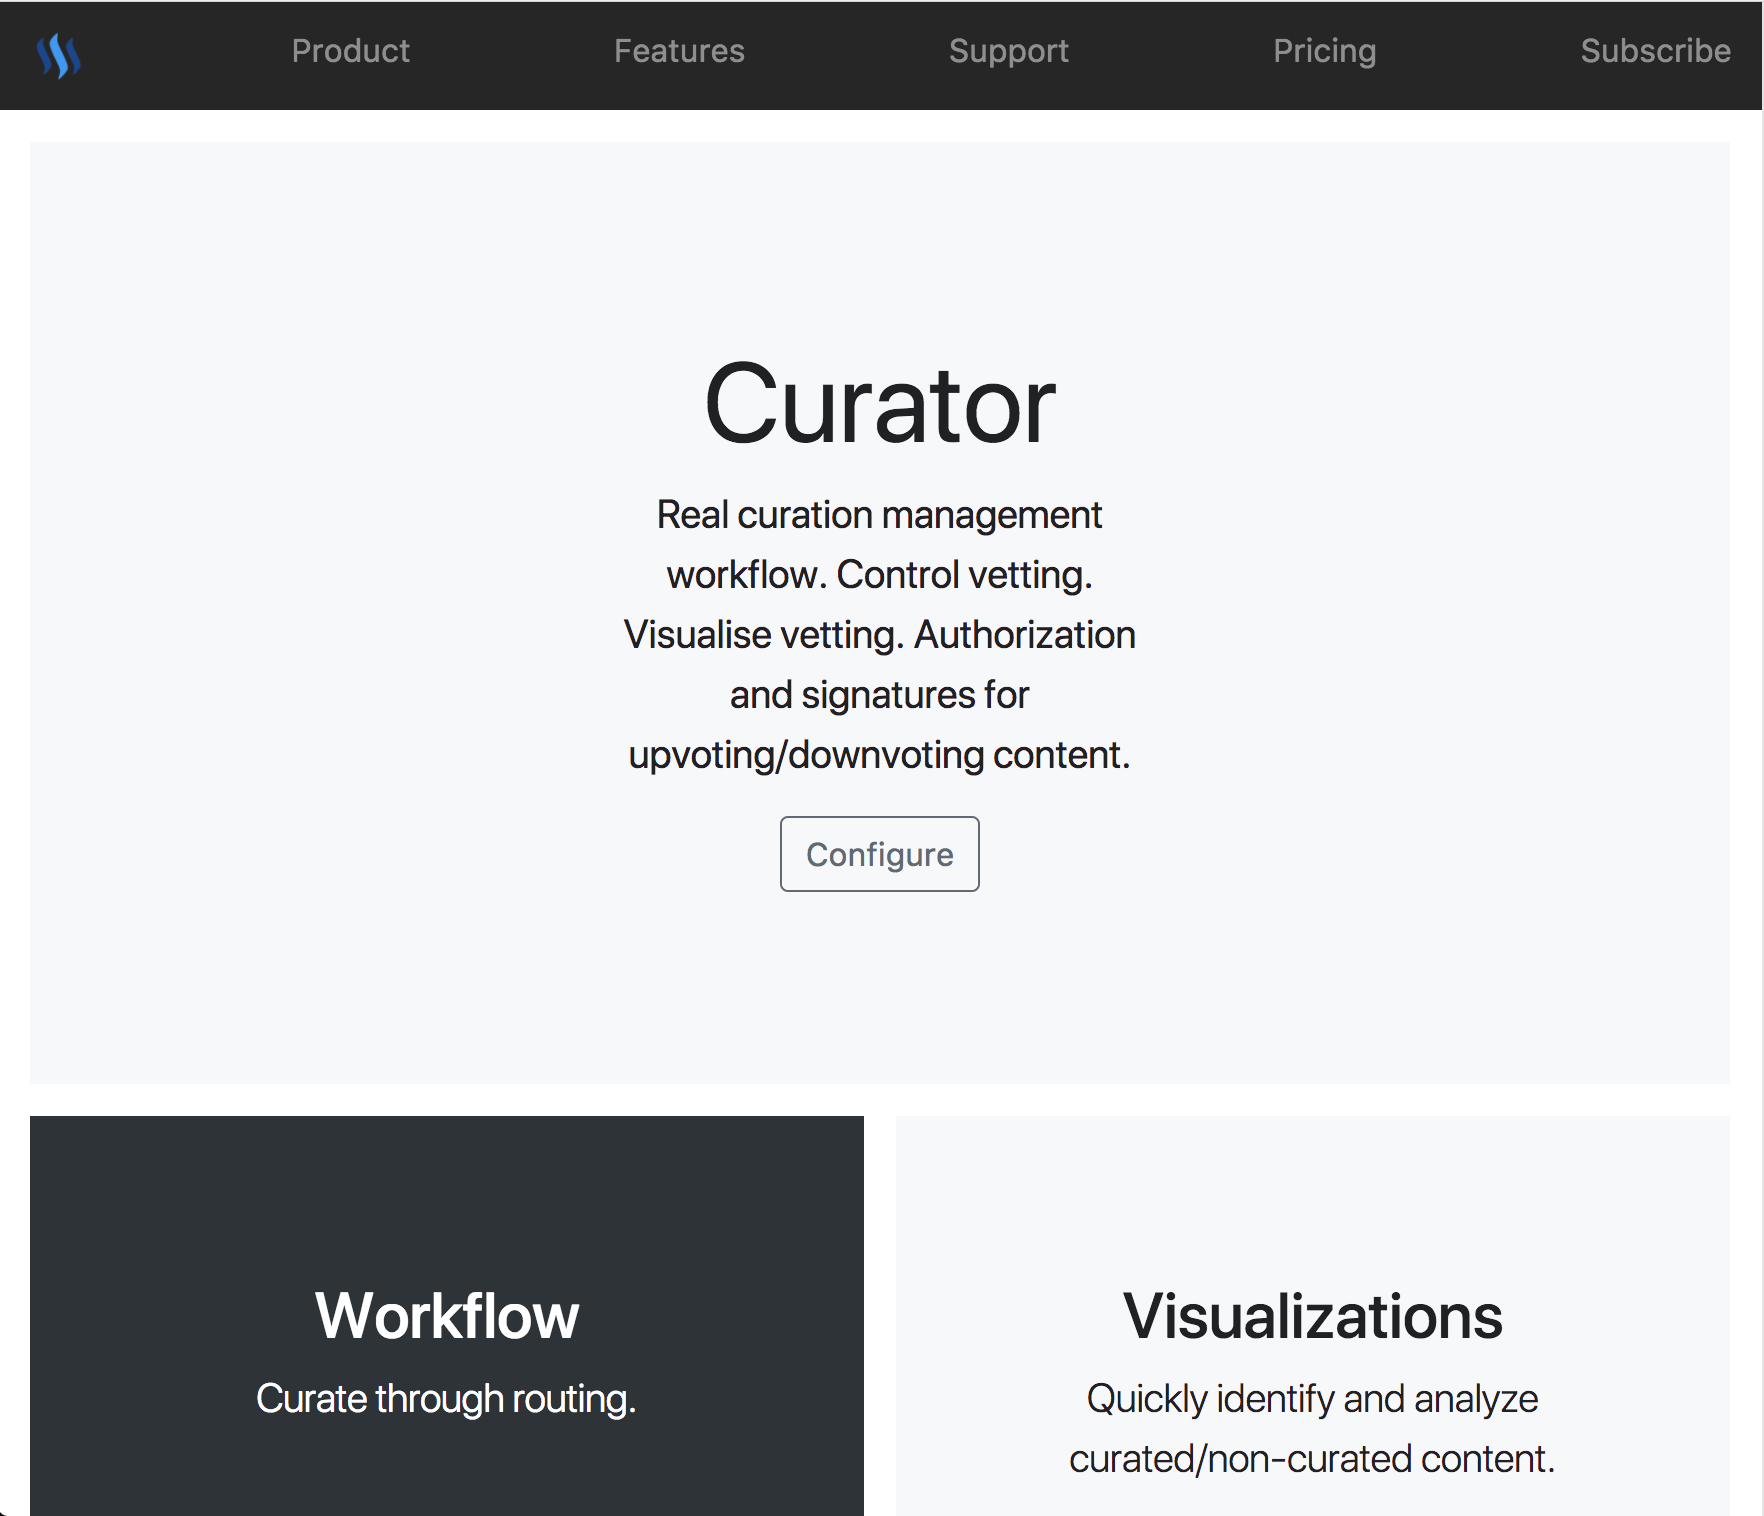 Product Features Support Pricing Subscribe
Curator
Real curation management
workflow. Control vetting.
Visualise vetting. Authorization
and signatures for
upvoting/downvoting content.
Configure
Workflow
Curate through routing.
Visualizations
Quickly identify and analyze
curated/non-curated content.